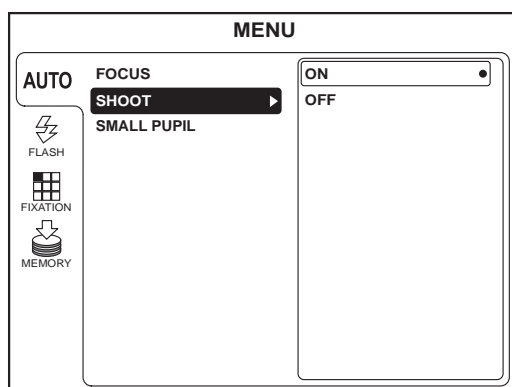 MENU
AUTO
FLASH
FIXATION
MEMORY
FOCUS
SHOOT
SMALL PUPIL
ON
OFF